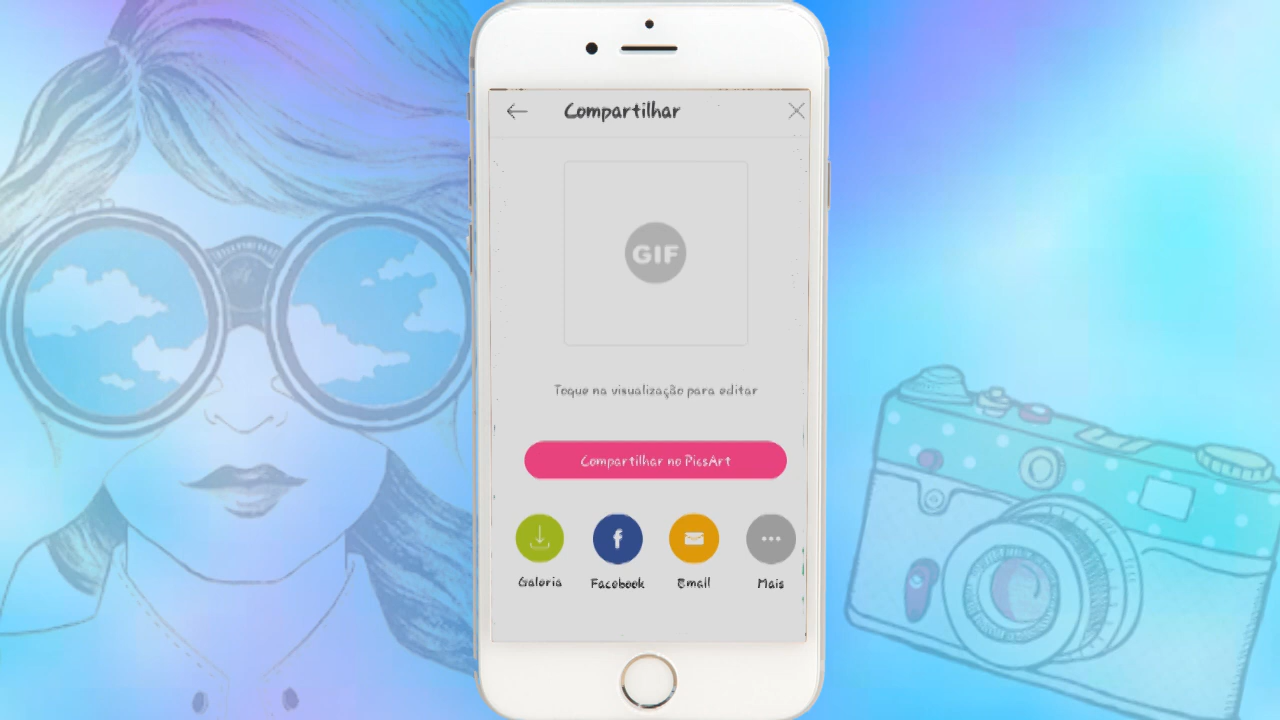 Compartilhar
GIF
Toque na visualização para editar
Compartilhar no PicsArt
Galeria Facebook Email Mais